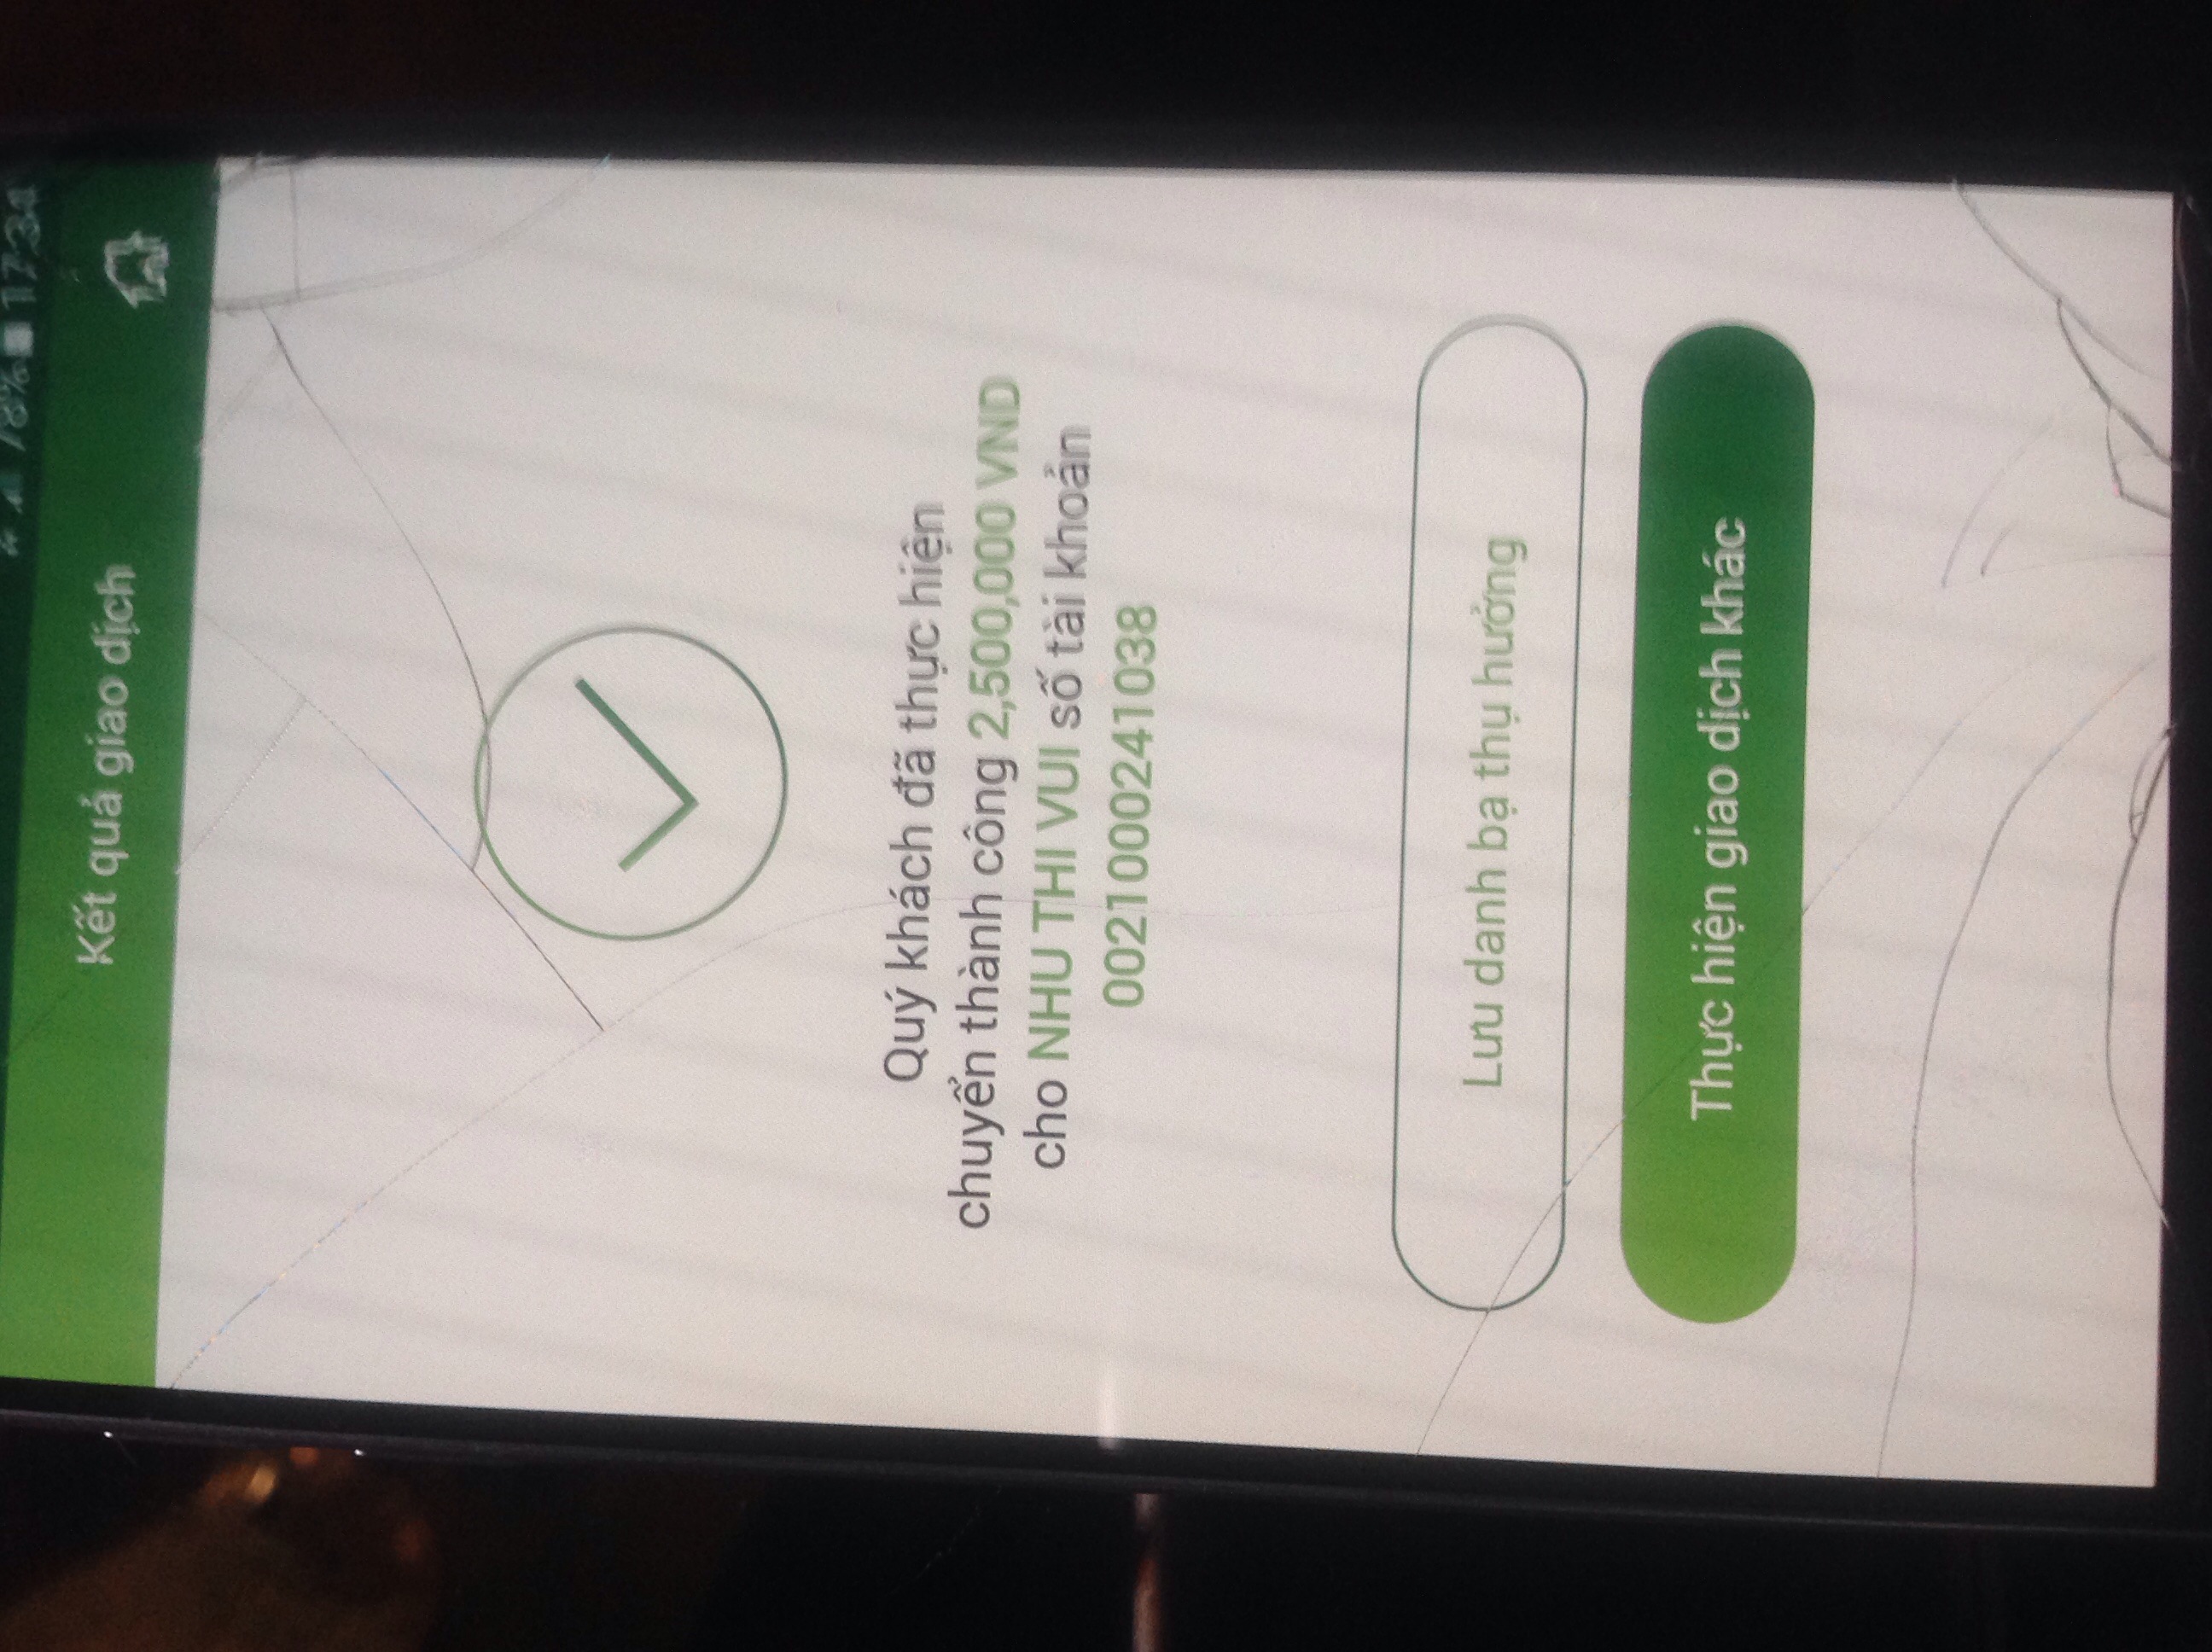 78% 17:34
Kết quả giao dịch
Quý khách đã thực hiện
chuyển thành công 2,500,000 VND
cho NHU THI VUI số tài khoản
0021000241038
Lưu danh bạ thụ hưởng
Thực hiện giao dịch khác